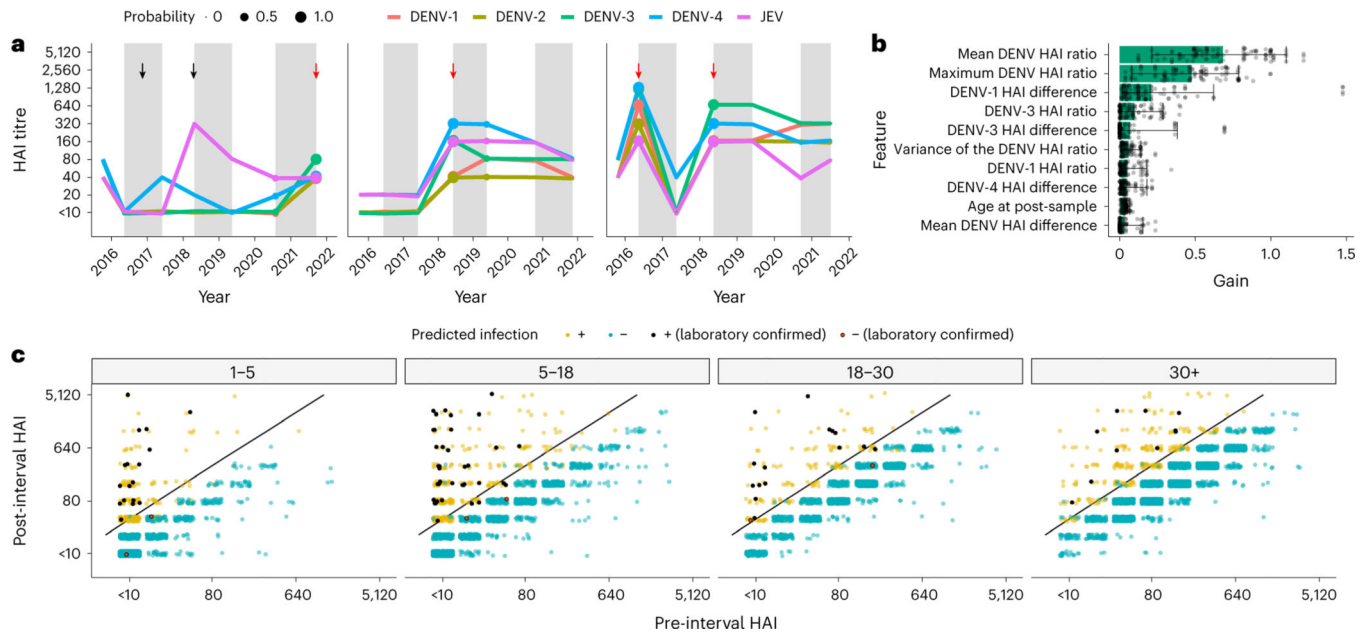 Probability 0 0.5 1.0 DENV-1 DENV-2 DENV-3 DENV-4 JEV
a
HAI titre
5,120
2,560
1,280
640
320
160
80
40
20
<10
2016 2017 2018 2019 2020 2021 2022
2016 2017 2018 2019 2020 2021 2022
2016 2017 2018 2019 2020 2021 2022
Year Year Year
b
Feature
Mean DENV HAI ratio
Maximum DENV HAI ratio
DENV-1 HAI difference
DENV-3 HAI ratio
DENV-3 HAI difference
Variance of the DENV HAI ratio
DENV-1 HAI ratio
DENV-4 HAI difference
Age at post-sample
Mean DENV HAI difference
0 0.5 1.0 1.5
Gain
Predicted infection + − + (laboratory confirmed) − (laboratory confirmed)
c
1–5 5–18 18–30 30+
Post-interval HAI
5,120
640
80
<10
<10 80 640 5,120 <10 80 640 5,120 <10 80 640 5,120 <10 80 640 5,120
Pre-interval HAI